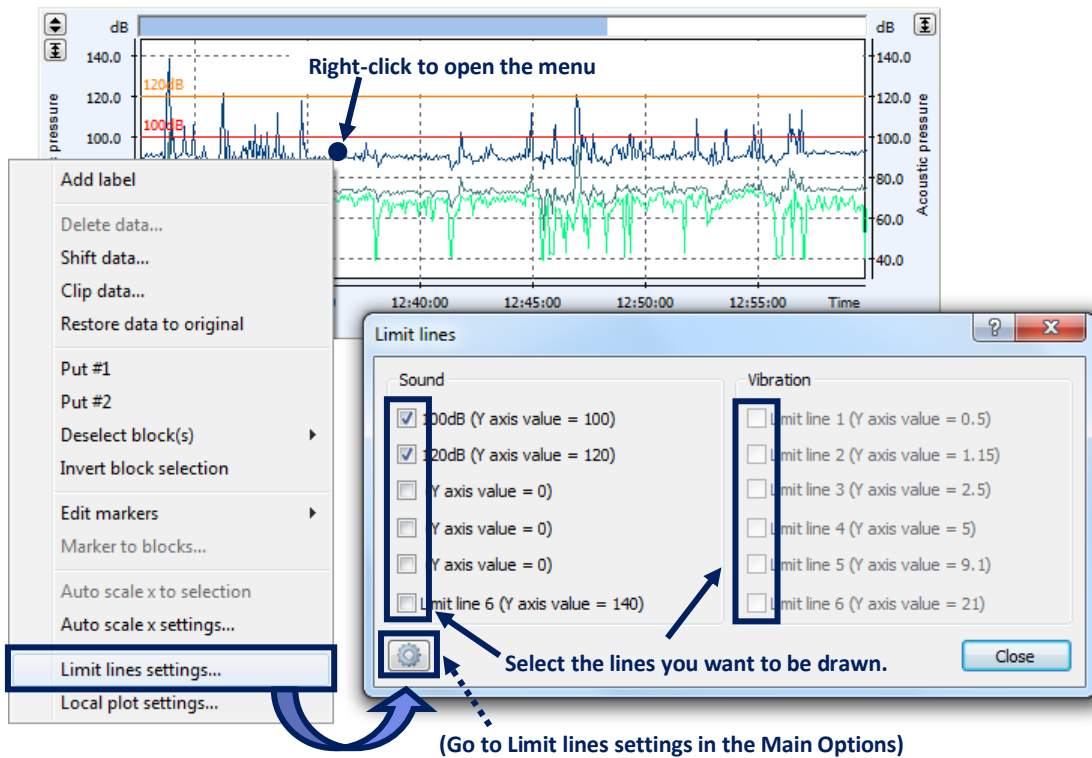 dB
dB
140.0
140.0
Right-click to open the menu
120dB
120.0
120.0
100dB
100.0
100.0
pressure
Acoustic pressure
80.0
60.0
40.0
12:40:00
12:45:00
12:50:00
12:55:00
Time
Add label
Delete data...
Shift data...
Clip data...
Restore data to original
Put #1
Put #2
Deselect block(s)
Invert block selection
Edit markers
Marker to blocks...
Auto scale x to selection
Auto scale x settings...
Limit lines settings...
Local plot settings...
Limit lines
Sound
100dB (Y axis value = 100)
120dB (Y axis value = 120)
(Y axis value = 0)
(Y axis value = 0)
(Y axis value = 0)
Limit line 6 (Y axis value = 140)
Vibration
Limit line 1 (Y axis value = 0.5)
Limit line 2 (Y axis value = 1.15)
Limit line 3 (Y axis value = 2.5)
Limit line 4 (Y axis value = 5)
Limit line 5 (Y axis value = 9.1)
Limit line 6 (Y axis value = 21)
Select the lines you want to be drawn.
Close
(Go to Limit lines settings in the Main Options)